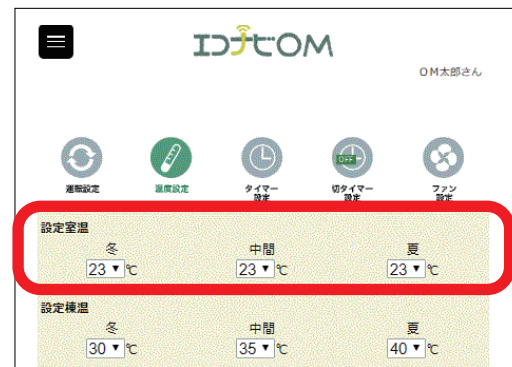 エコナビCOM
OM太郎さん
運転設定 温度設定 タイマー設定 OFF 切タイマー設定 ファン設定
設定室温
冬 中間 夏
23 ▼ ℃ 23 ▼ ℃ 23 ▼ ℃
設定棟温
冬 中間 夏
30 ▼ ℃ 35 ▼ ℃ 40 ▼ ℃